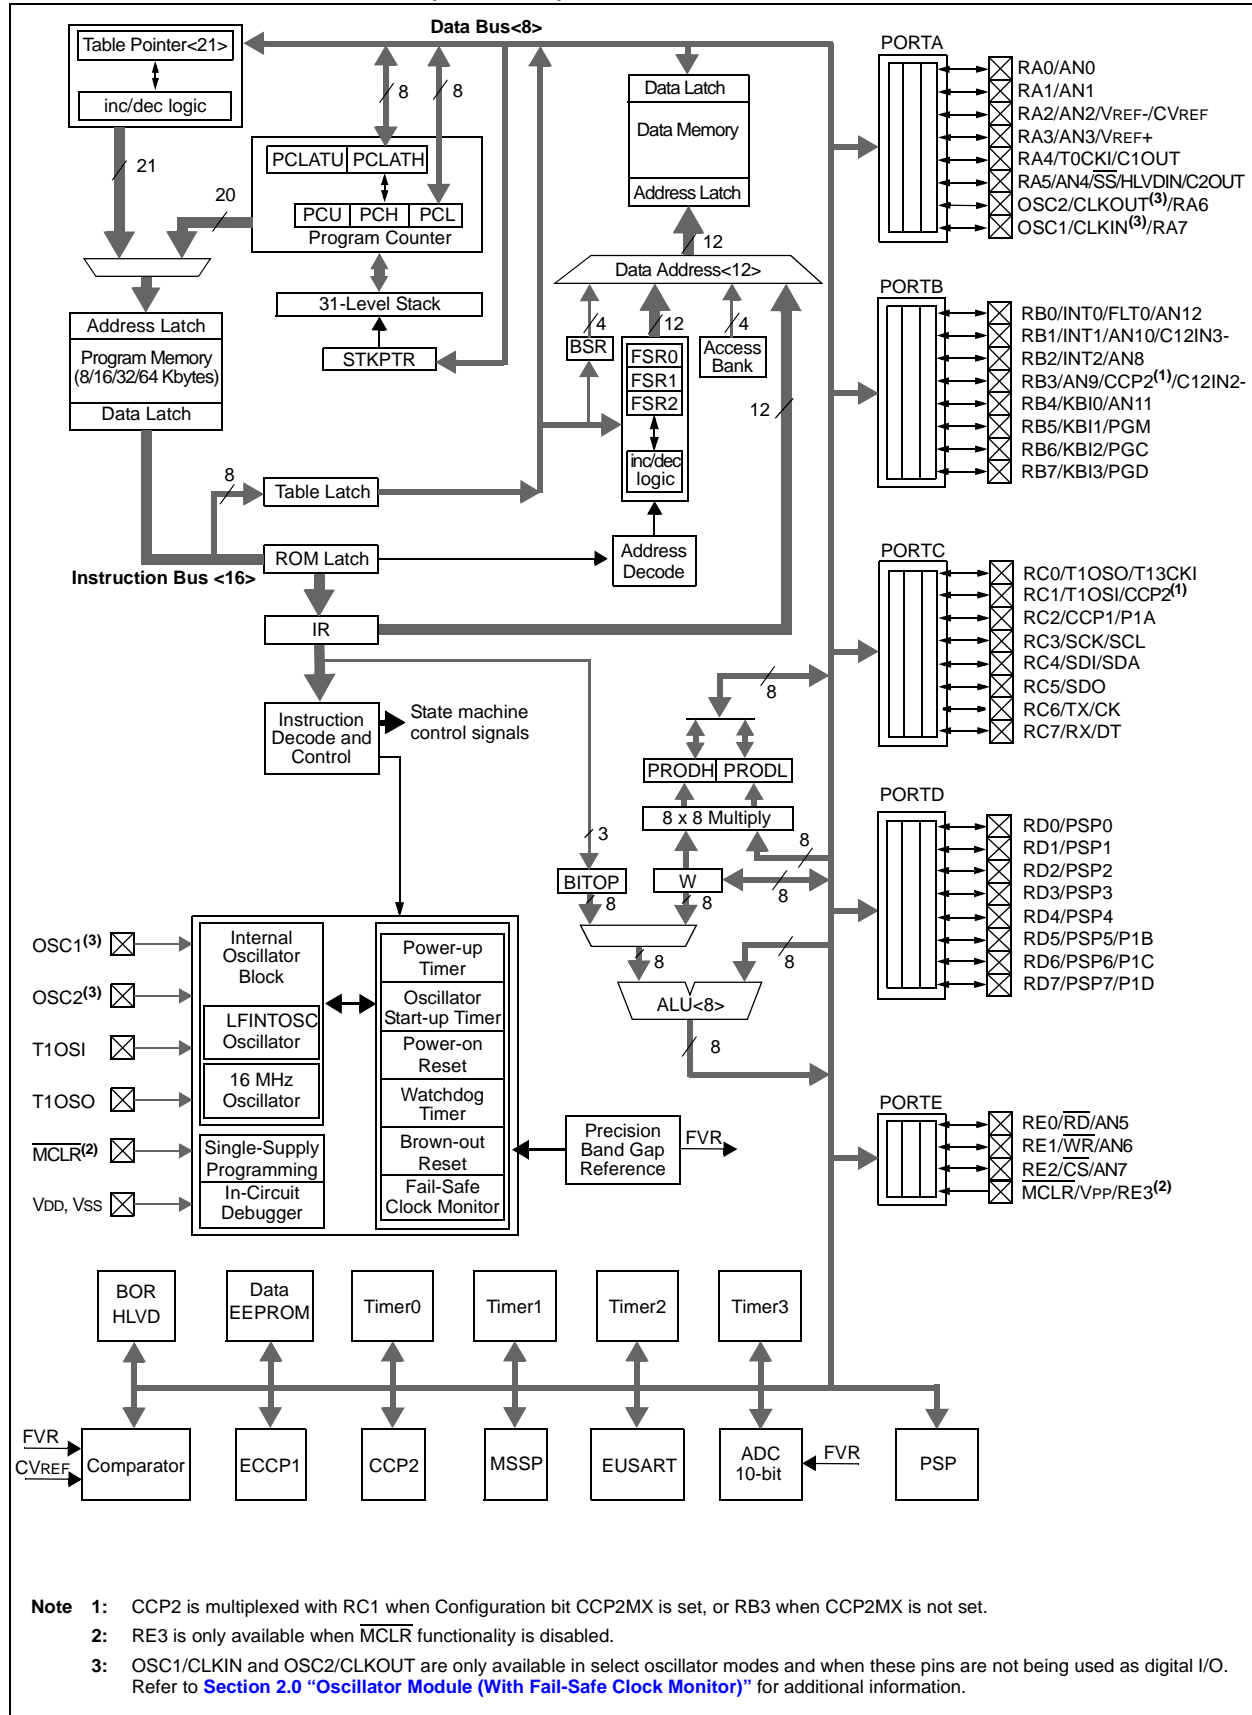 Data Bus<8>
Table Pointer<21>
inc/dec logic
21
20
8
8
PCLATU PCLATH
PCU PCH PCL
Program Counter
31-Level Stack
STKPTR
Data Latch
Data Memory
Address Latch
12
Data Address<12>
4
12
4
BSR
FSR0
FSR1
FSR2
inc/dec
logic
Access
Bank
12
Address
Decode
Address Latch
Program Memory
(8/16/32/64 Kbytes)
Data Latch
8
Table Latch
ROM Latch
Instruction Bus <16>
IR
Instruction
Decode and
Control
State machine
control signals
8
PRODH PRODL
8 x 8 Multiply
3
8
BITOP
W
8
8
8
8
8
ALU<8>
8
PORTA
RA0/AN0
RA1/AN1
RA2/AN2/VREF-/CVREF
RA3/AN3/VREF+
RA4/T0CKI/C1OUT
RA5/AN4/SS/HLVDIN/C2OUT
OSC2/CLKOUT(3)/RA6
OSC1/CLKIN(3)/RA7
PORTB
RB0/INT0/FLT0/AN12
RB1/INT1/AN10/C12IN3-
RB2/INT2/AN8
RB3/AN9/CCP2(1)/C12IN2-
RB4/KBI0/AN11
RB5/KBI1/PGM
RB6/KBI2/PGC
RB7/KBI3/PGD
PORTC
RC0/T1OSO/T13CKI
RC1/T1OSI/CCP2(1)
RC2/CCP1/P1A
RC3/SCK/SCL
RC4/SDI/SDA
RC5/SDO
RC6/TX/CK
RC7/RX/DT
PORTD
RD0/PSP0
RD1/PSP1
RD2/PSP2
RD3/PSP3
RD4/PSP4
RD5/PSP5/P1B
RD6/PSP6/P1C
RD7/PSP7/P1D
PORTE
RE0/RD/AN5
RE1/WR/AN6
RE2/CS/AN7
MCLR/VPP/RE3(2)
OSC1(3)
OSC2(3)
T1OSI
T1OSO
MCLR(2)
VDD, VSS
Internal
Oscillator
Block
LFINTOSC
Oscillator
16 MHz
Oscillator
Single-Supply
Programming
In-Circuit
Debugger
Power-up
Timer
Oscillator
Start-up Timer
Power-on
Reset
Watchdog
Timer
Brown-out
Reset
Fail-Safe
Clock Monitor
Precision
Band Gap
Reference
FVR
BOR
HLVD
Data
EEPROM
Timer0
Timer1
Timer2
Timer3
FVR
CVREF
Comparator
ECCP1
CCP2
MSSP
EUSART
ADC
10-bit
FVR
PSP
Note 1: CCP2 is multiplexed with RC1 when Configuration bit CCP2MX is set, or RB3 when CCP2MX is not set.
2: RE3 is only available when MCLR functionality is disabled.
3: OSC1/CLKIN and OSC2/CLKOUT are only available in select oscillator modes and when these pins are not being used as digital I/O.
Refer to Section 2.0 “Oscillator Module (With Fail-Safe Clock Monitor)” for additional information.